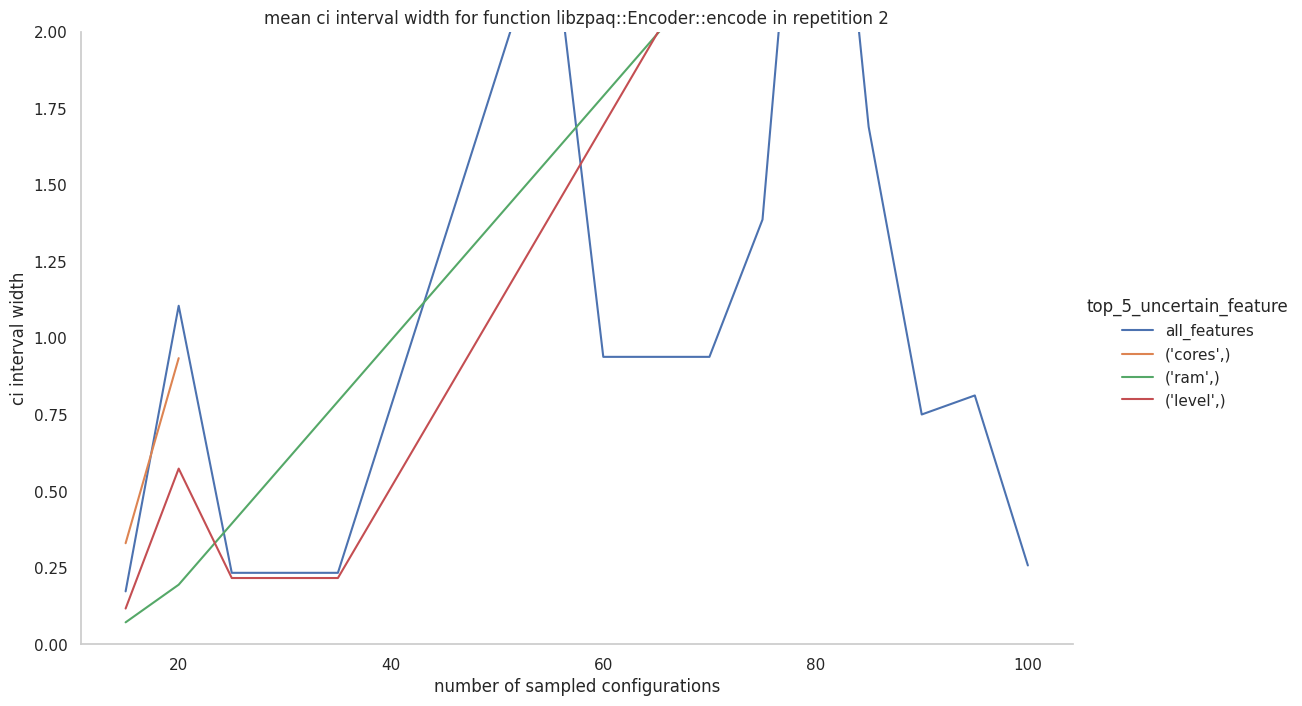 mean ci interval width for function libzpaq::Encoder::encode in repetition 2
2.00
1.75
1.50
1.25
1.00
0.75
0.50
0.25
0.00
ci interval width
20 40 60 80 100
number of sampled configurations
top_5_uncertain_feature
all_features
('cores',)
('ram',)
('level',)